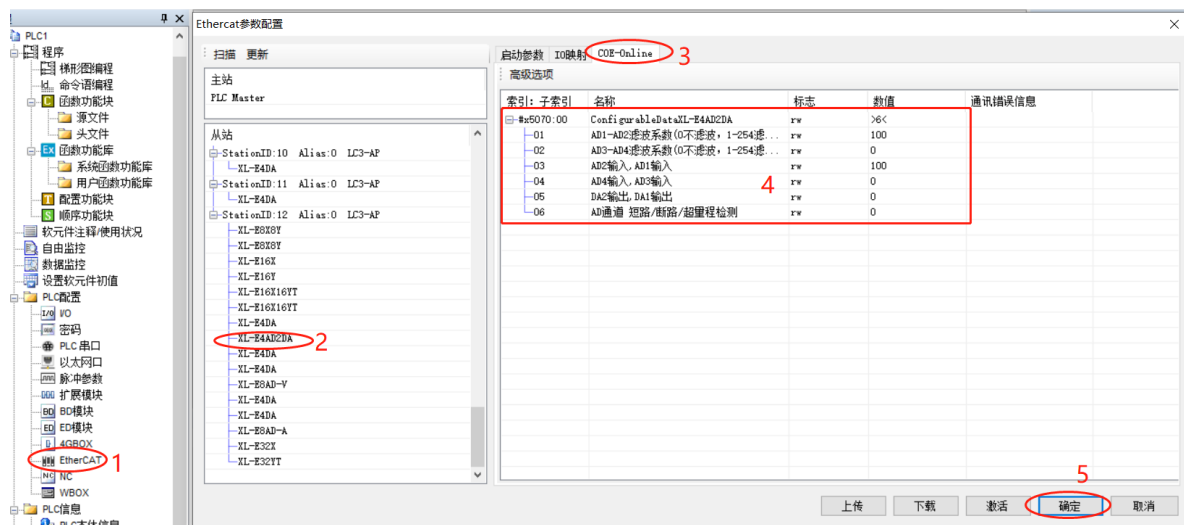 PLC1
程序
梯形图编程
命令语编程
函数功能块
源文件
头文件
函数功能库
系统函数功能库
用户函数功能库
配置功能块
顺序功能块
软元件注释/使用状况
自由监控
数据监控
设置软元件初值
PLC配置
I/O I/O
密码
PLC 串口
以太网口
脉冲参数
扩展模块
BD BD模块
ED ED模块
4GBOX
EtherCAT 1
NC NC
WBOX
PLC信息
PLC本体信息
Ethercat参数配置
扫描 更新
主站
PLC Master
从站
StationID:10 Alias:0 LC3-AP
XL-E4DA
StationID:11 Alias:0 LC3-AP
XL-E4DA
StationID:12 Alias:0 LC3-AP
XL-E8X8Y
XL-E8X8Y
XL-E16X
XL-E16Y
XL-E16X16YT
XL-E16X16YT
XL-E4DA
XL-E4AD2DA 2
XL-E4DA
XL-E4DA
XL-E8AD-V
XL-E4DA
XL-E4DA
XL-E8AD-A
XL-E32X
XL-E32YT
启动参数 IO映射 COE-Online 3
高级选项
索引: 子索引 名称 标志 数值 通讯错误信息
#x5070:00 ConfigurableDataXL-E4AD2DA rw >6<
01 AD1-AD2滤波系数(0不滤波, 1-254滤... rw 100
02 AD3-AD4滤波系数(0不滤波, 1-254滤... rw 0
03 AD2输入,AD1输入 rw 100
04 AD4输入,AD3输入 rw 0
05 DA2输出,DA1输出 rw 0
06 AD通道 短路/断路/超量程检测 rw 0
4
5
上传 下载 激活 确定 取消